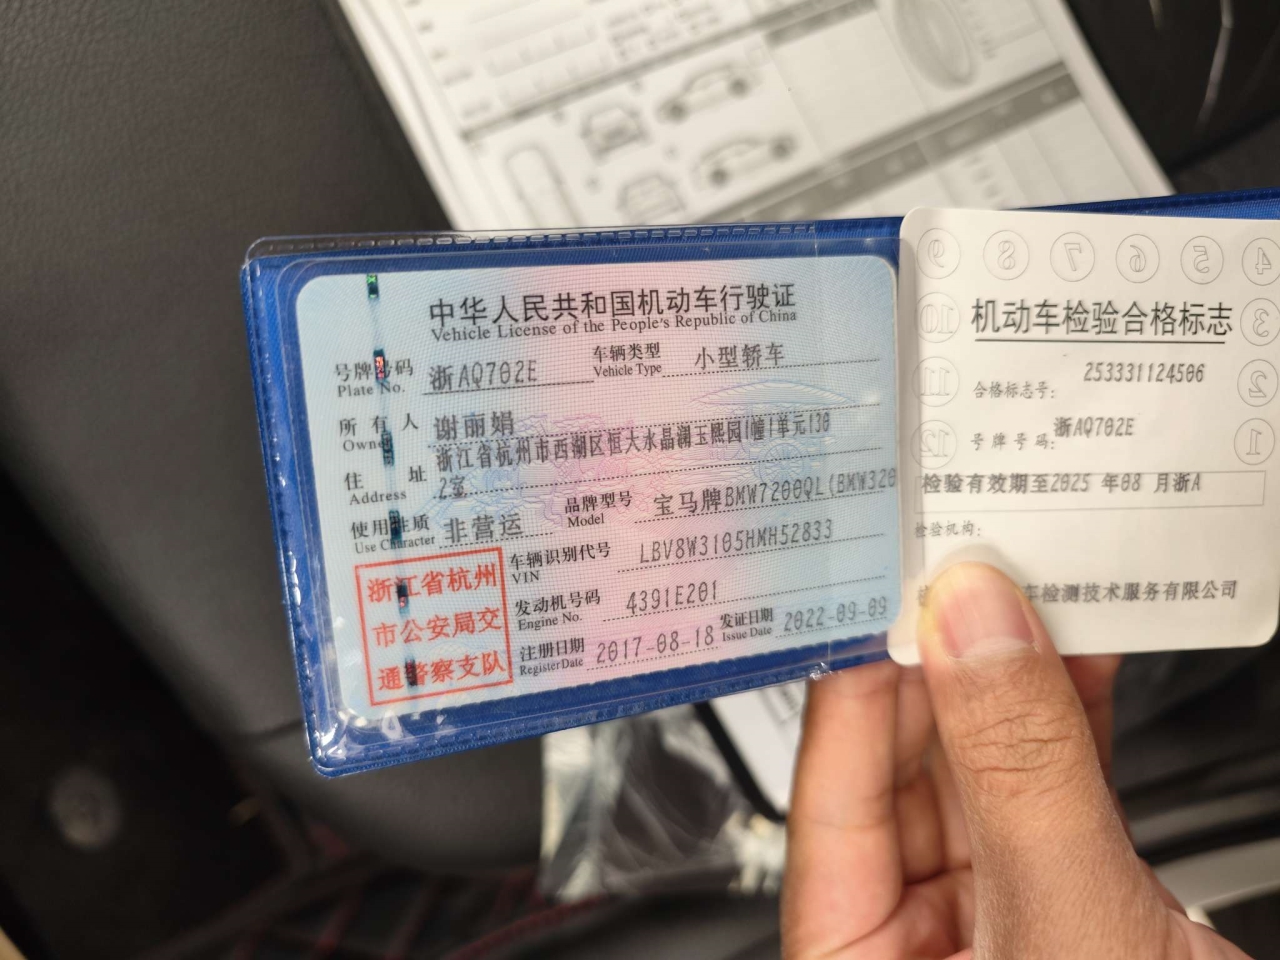 中华人民共和国机动车行驶证
Vehicle License of the People's Republic of China
号牌号码 浙AQ702E 车辆类型 小型轿车
Plate No. Vehicle Type
所有人 谢丽娟
Owner
住址 浙江省杭州市西湖区恒大水晶澜玉熙园1幢1单元130
Address 2室
使用性质 非营运 品牌型号 宝马牌BMW7200QL(BMW320
Use Character Model
浙江省杭州
市公安局交
通警察支队
车辆识别代号 LBV8W3105HMH52833
VIN
发动机号码 4391E201
Engine No.
注册日期 2017-08-18 发证日期 2022-09-09
Register Date Issue Date
9 8 7 6 5 4
10 3
11 2
12 1
机动车检验合格标志
合格标志号: 253331124506
号牌号码: 浙AQ702E
检验有效期至2025 年08 月浙A
检验机构:
车检测技术服务有限公司